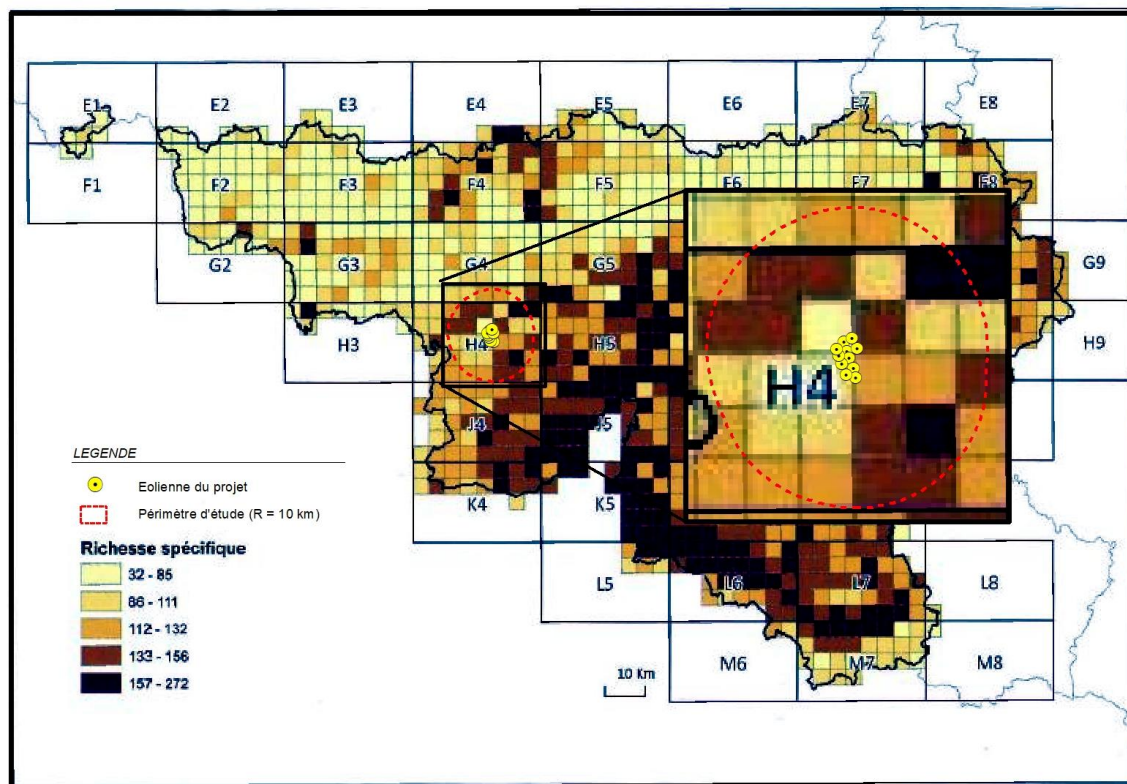 E1 E2 E3 E4 E5 E6 E7 E8
F1 F2 F3 F4 F5 F6 F7 F8
G2 G3 G4 G5 G9
H3 H4 H5 H9
H4
J4 J5
K4 K5
L5 L6 L7 L8
M6 M7 M8
10 Km
LEGENDE
Eolienne du projet
Périmètre d'étude (R = 10 km)
Richesse spécifique
32 - 85
86 - 111
112 - 132
133 - 156
157 - 272